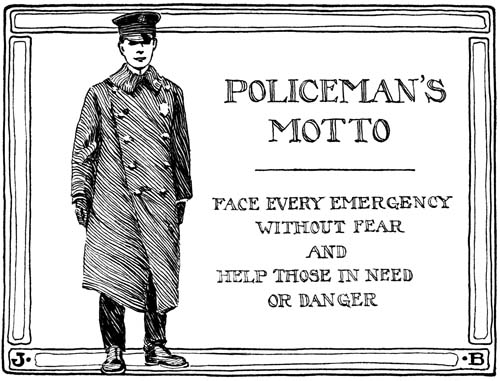 POLICEMAN'S
MOTTO
FACE EVERY EMERGENCY
WITHOUT FEAR
AND
HELP THOSE IN NEED
OR DANGER
J. .B